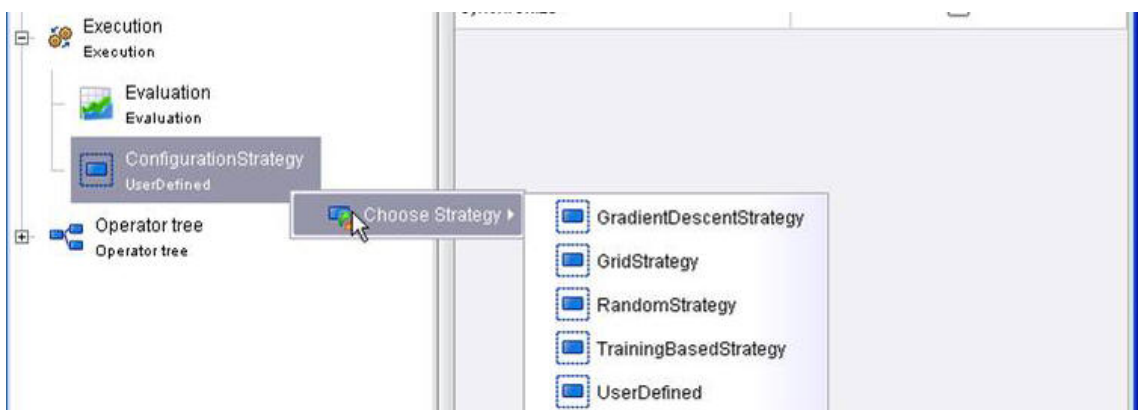 Execution
Execution
Evaluation
Evaluation
ConfigurationStrategy
UserDefined
Choose Strategy
Operator tree
Operator tree
GradientDescentStrategy
GridStrategy
RandomStrategy
TrainingBasedStrategy
UserDefined